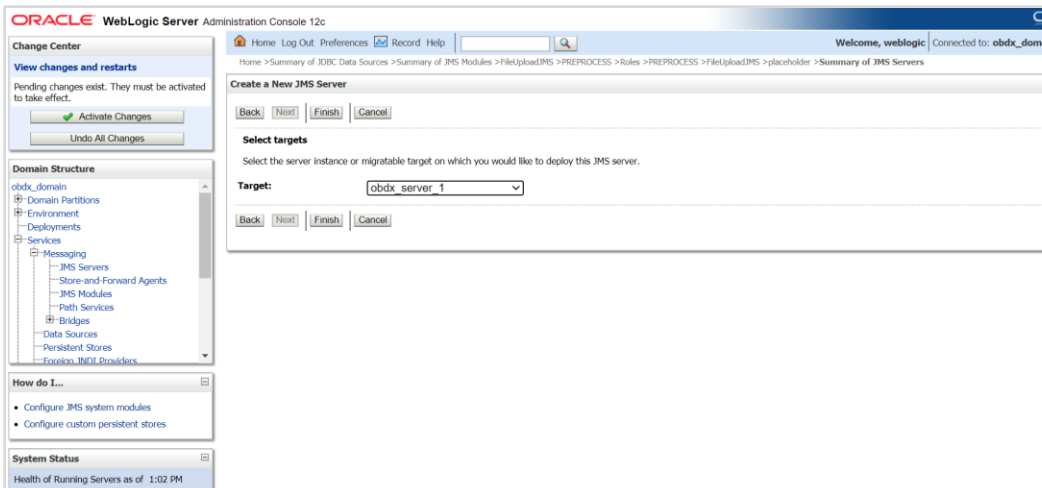 ORACLE WebLogic Server Administration Console 12c
Change Center
View changes and restarts
Pending changes exist. They must be activated
to take effect.
Activate Changes
Undo All Changes
Domain Structure
obdx_domain
Domain Partitions
Environment
Deployments
Services
Messaging
JMS Servers
Store-and-Forward Agents
JMS Modules
Path Services
Bridges
Data Sources
Persistent Stores
Foreign JNDI Providers
How do I...
Configure JMS system modules
Configure custom persistent stores
System Status
Health of Running Servers as of 1:02 PM
Home Log Out Preferences Record Help
Welcome, weblogic Connected to: obdx_dom
Home >Summary of JDBC Data Sources >Summary of JMS Modules >FileUploadJMS >PREPROCESS >Roles >PREPROCESS >FileUploadJMS >placeholder >Summary of JMS Servers
Create a New JMS Server
Back Next Finish Cancel
Select targets
Select the server instance or migratable target on which you would like to deploy this JMS server.
Target: obdx_server_1
Back Next Finish Cancel